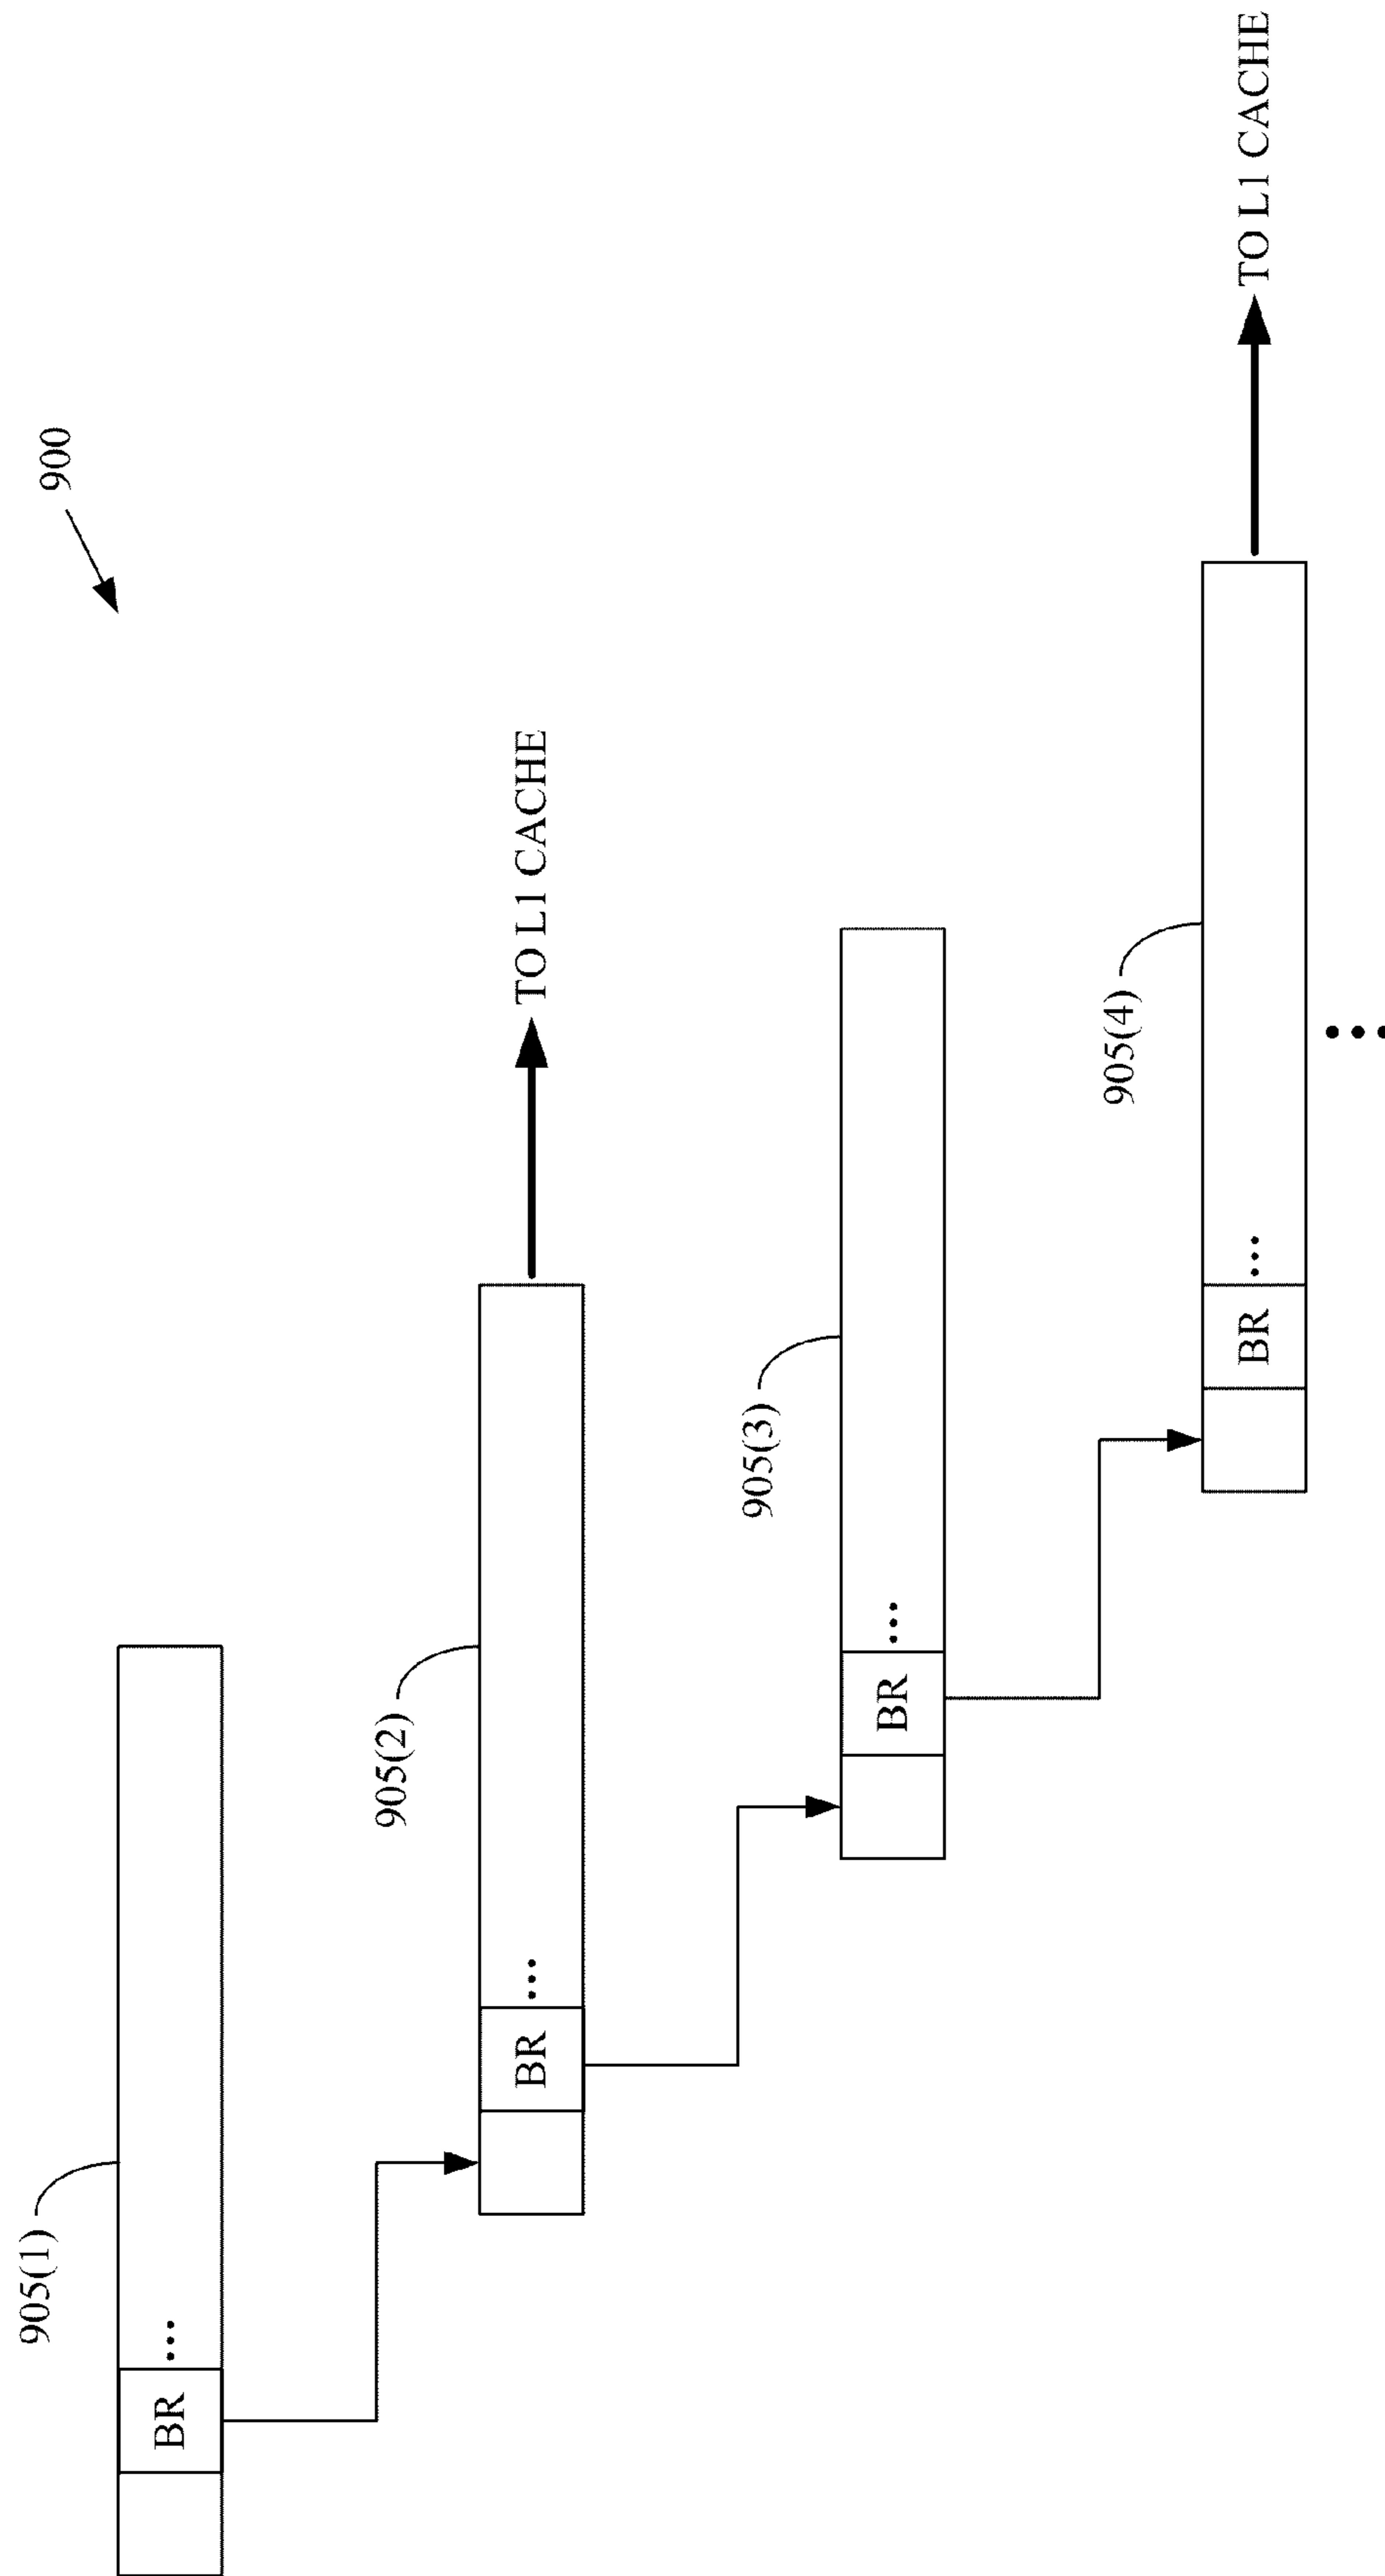 900
905(1)
BR
...
905(2)
BR
...
TO L1 CACHE
905(3)
BR
...
905(4)
BR
...
TO L1 CACHE
...